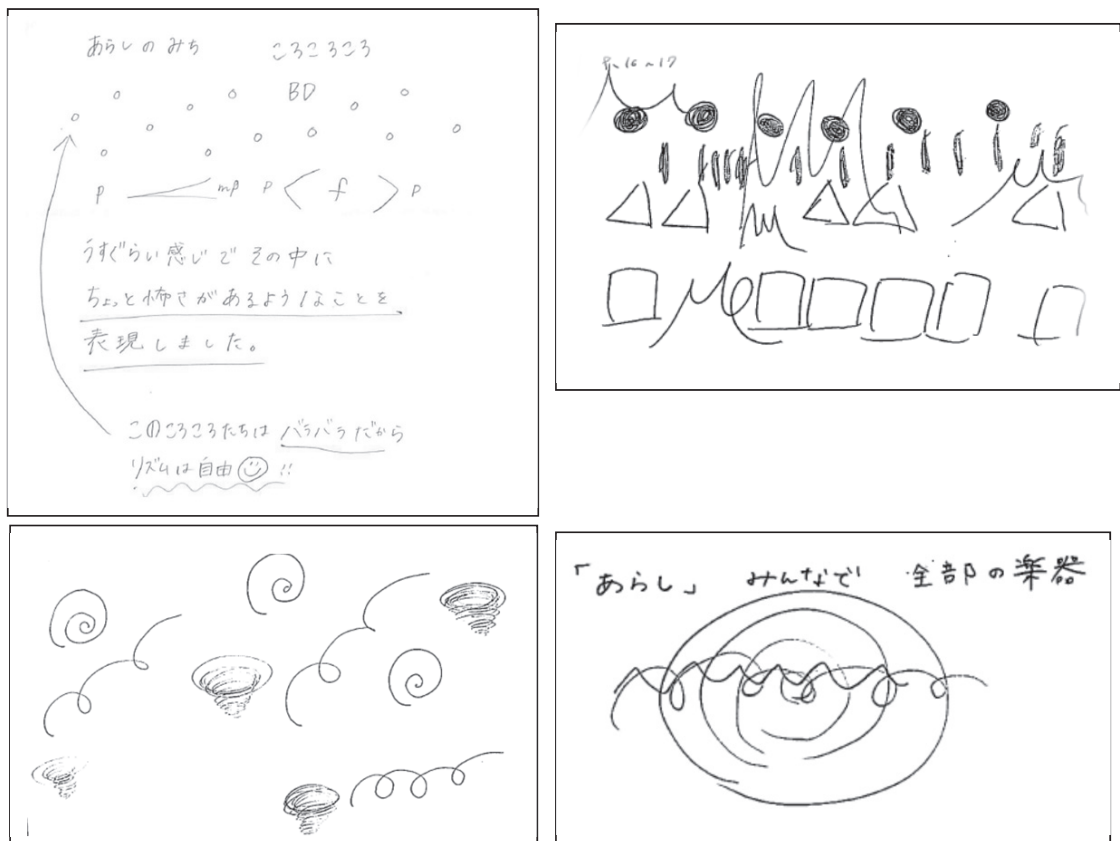 あらしのみち ころころころ
BD
p mp p f p
うすぐらい感じでその中に
ちょっと怖さがあるようなことを
表現しました。
このころころたちはバラバラだから
リズムは自由!!
P.16~17
「あらし」 みんなで 全部の楽器